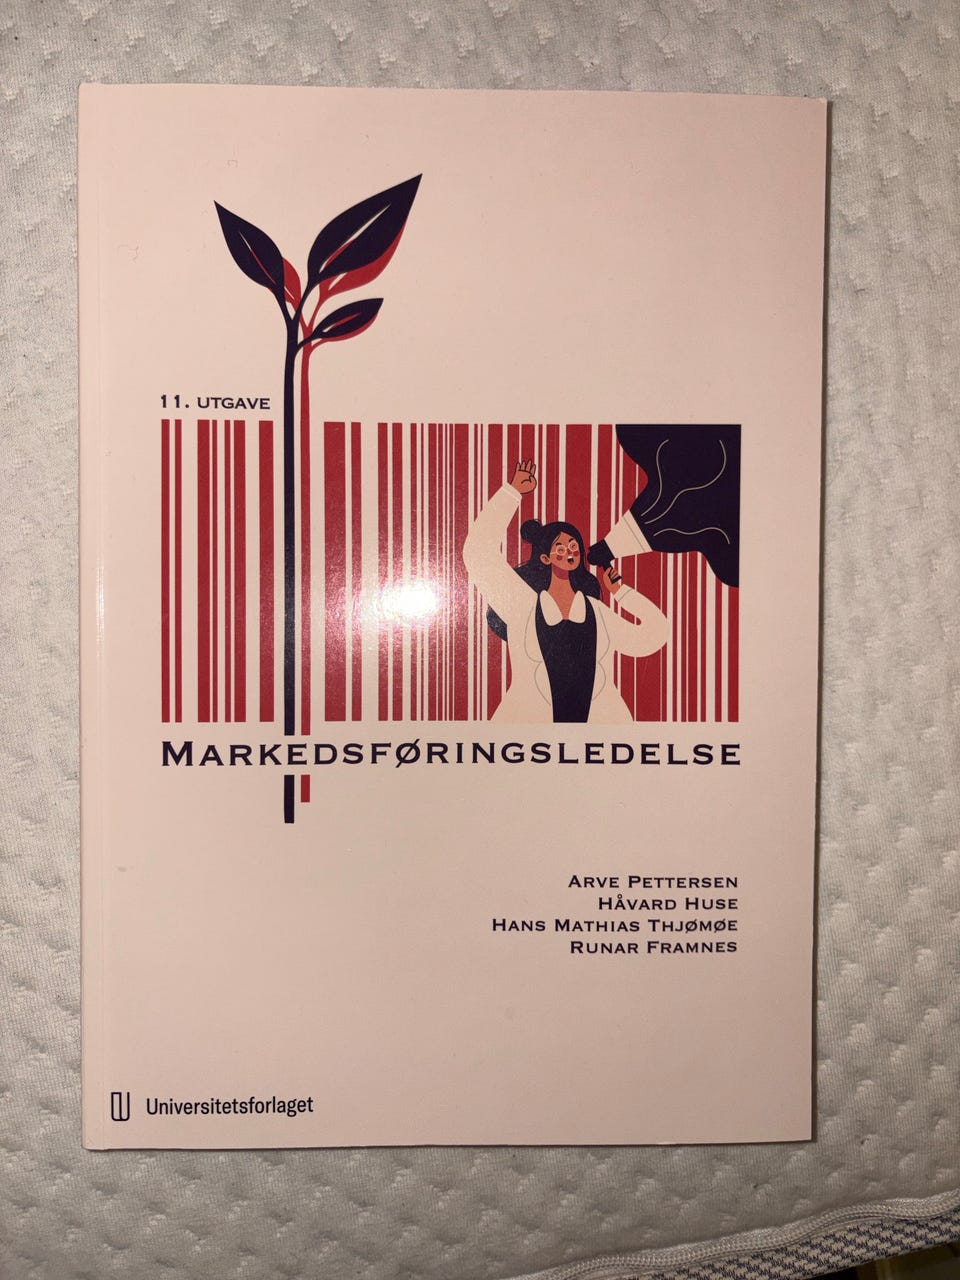 11. UTGAVE
MARKEDSFØRINGSLEDELSE
ARVE PETTERSEN
HÅVARD HUSE
HANS MATHIAS THJØMØE
RUNAR FRAMNES
Universitetsforlaget